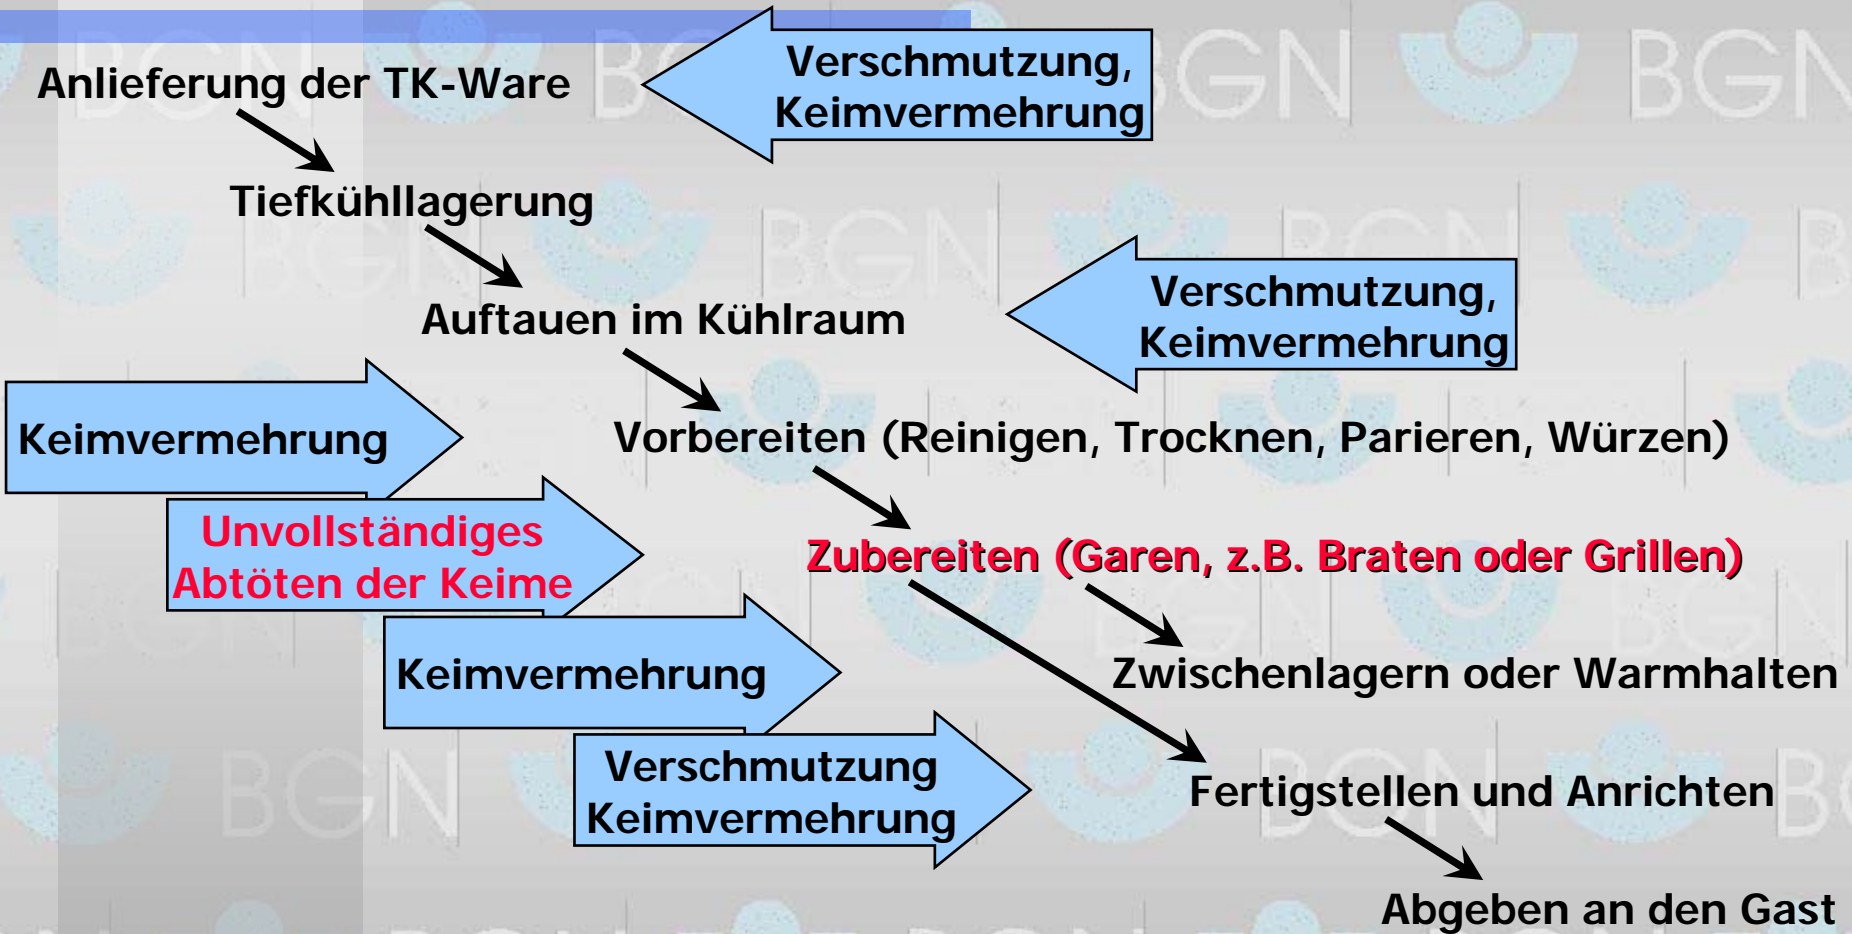 Anlieferung der TK-Ware
Verschmutzung,
Keimvermehrung
Tiefkühllagerung
Auftauen im Kühlraum
Verschmutzung,
Keimvermehrung
Keimvermehrung
Vorbereiten (Reinigen, Trocknen, Parieren, Würzen)
Unvollständiges
Abtöten der Keime
Zubereiten (Garen, z.B. Braten oder Grillen)
Keimvermehrung
Zwischenlagern oder Warmhalten
Verschmutzung
Keimvermehrung
Fertigstellen und Anrichten
Abgeben an den Gast
BGN